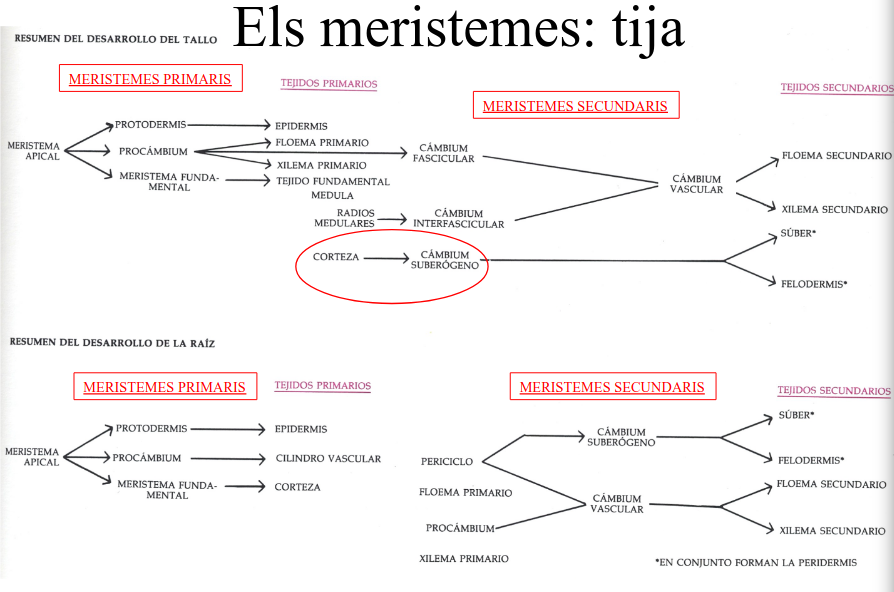 Els meristemes: tija
RESUMEN DEL DESARROLLO DEL TALLO
MERISTEMES PRIMARIS
TEJIDOS PRIMARIOS
MERISTEMES SECUNDARIS
TEJIDOS SECUNDARIOS
MERISTEMA
APICAL
PROTODERMIS
EPIDERMIS
PROCÁMBIUM
FLOEMA PRIMARIO
XILEMA PRIMARIO
MERISTEMA FUNDA-
MENTAL
TEJIDO FUNDAMENTAL
MEDULA
CÁMBIUM
FASCICULAR
RADIOS
MEDULARES
CÁMBIUM
INTERFASCICULAR
CÁMBIUM
VASCULAR
FLOEMA SECUNDARIO
XILEMA SECUNDARIO
CORTEZA
CÁMBIUM
SUBERÓGENO
SÚBER*
FELODERMIS*
RESUMEN DEL DESARROLLO DE LA RAÍZ
MERISTEMES PRIMARIS
TEJIDOS PRIMARIOS
MERISTEMES SECUNDARIS
TEJIDOS SECUNDARIOS
MERISTEMA
APICAL
PROTODERMIS
EPIDERMIS
PROCÁMBIUM
CILINDRO VASCULAR
MERISTEMA FUNDA-
MENTAL
CORTEZA
PERICICLO
FLOEMA PRIMARIO
PROCÁMBIUM
XILEMA PRIMARIO
CÁMBIUM
SUBERÓGENO
SÚBER*
FELODERMIS*
CÁMBIUM
VASCULAR
FLOEMA SECUNDARIO
XILEMA SECUNDARIO
*EN CONJUNTO FORMAN LA PERIDERMIS